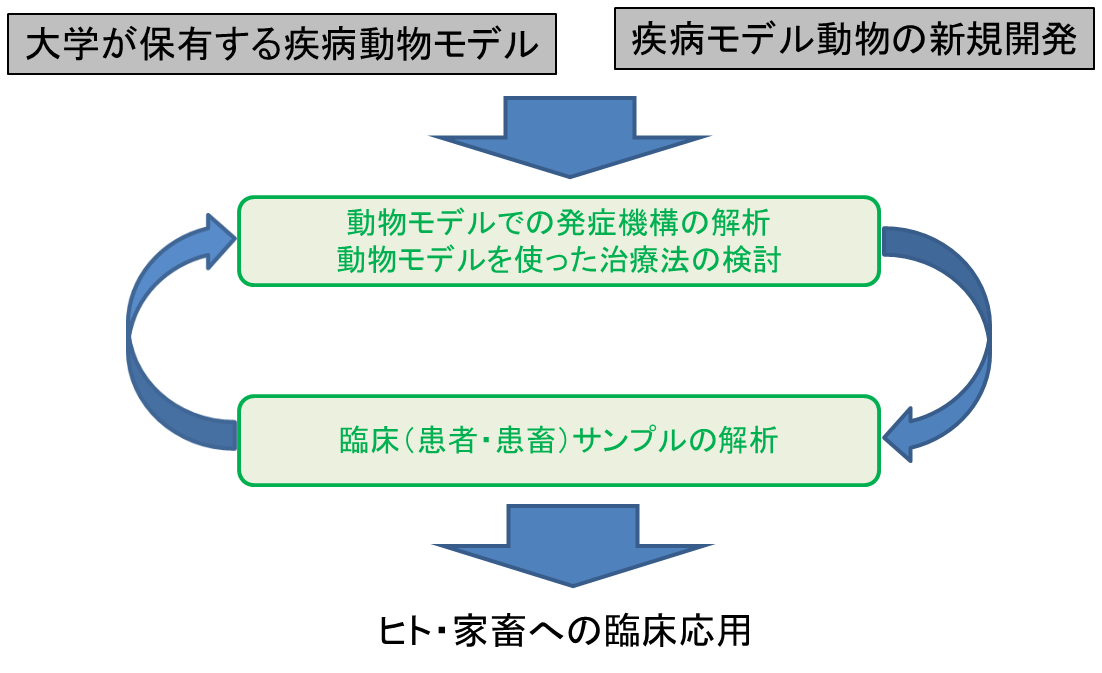 大学が保有する疾病動物モデル
疾病モデル動物の新規開発
動物モデルでの発症機構の解析
動物モデルを使った治療法の検討
臨床（患者・患畜）サンプルの解析
ヒト・家畜への臨床応用